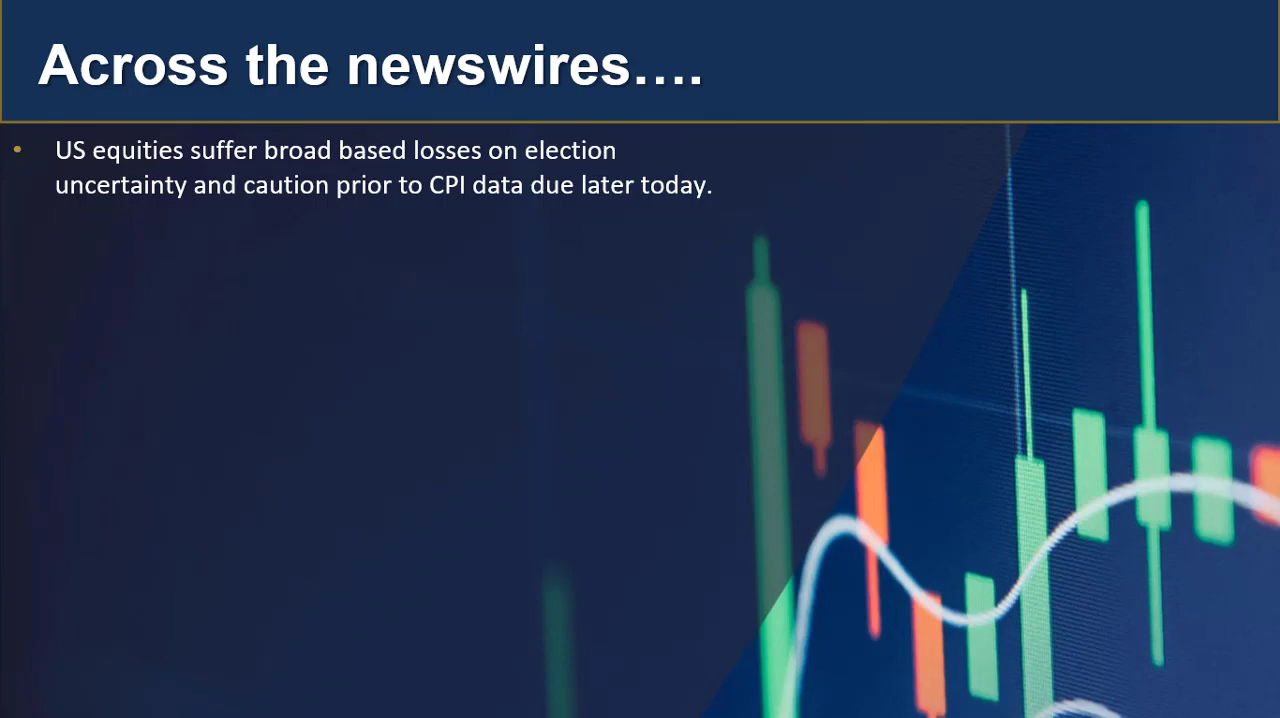 Across the newswires….
• US equities suffer broad based losses on election
uncertainty and caution prior to CPI data due later today.